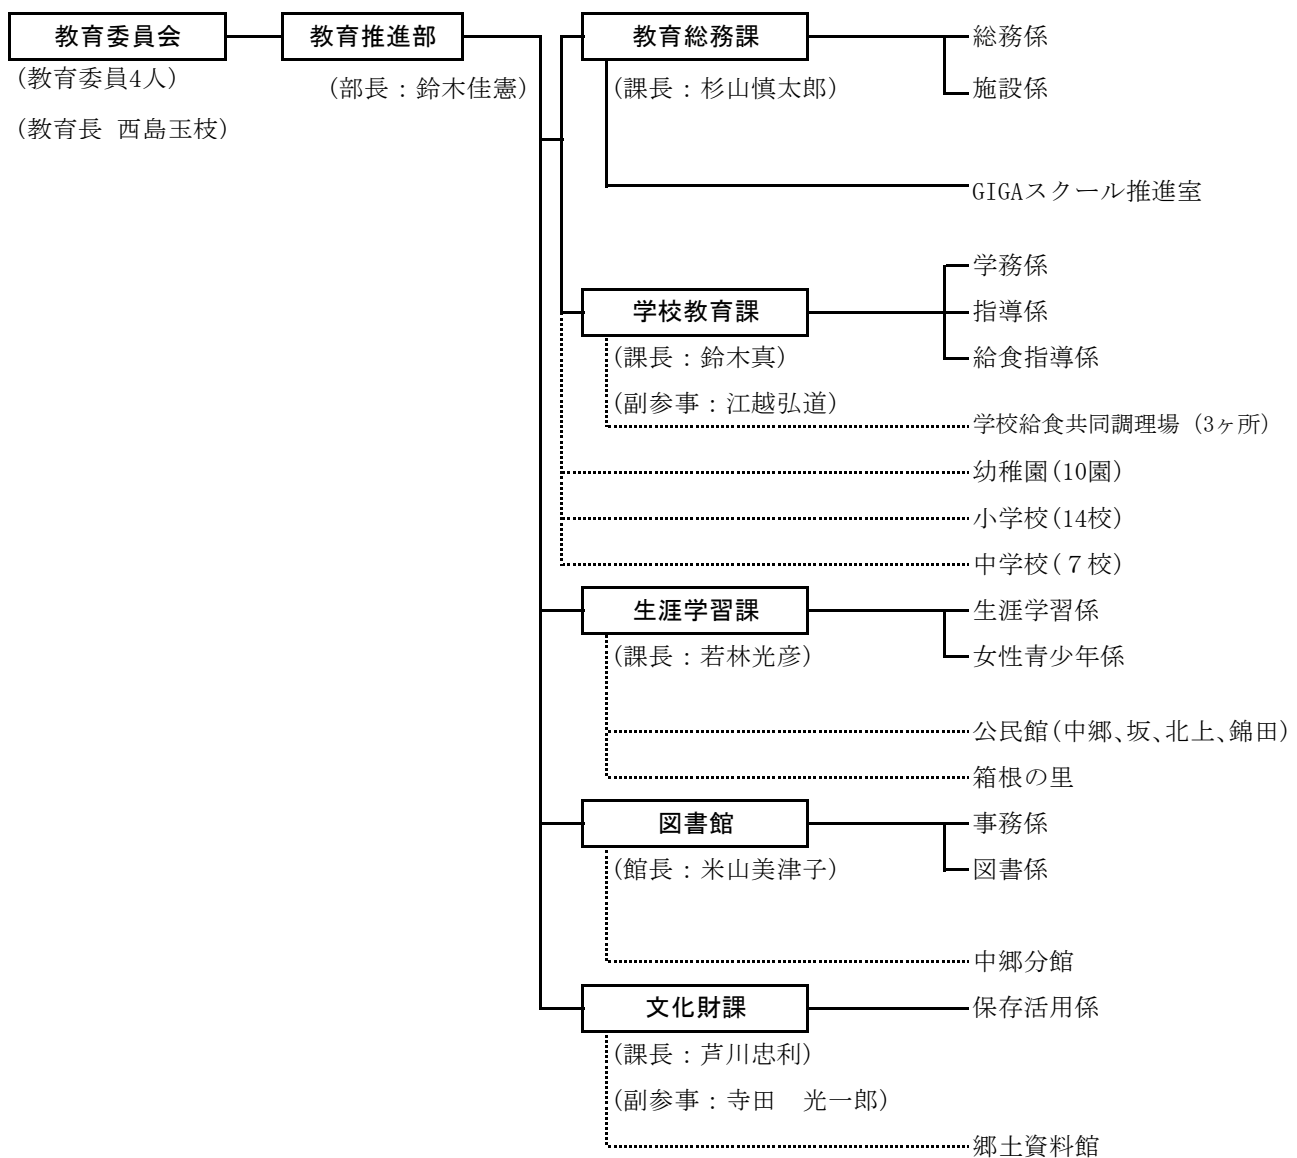 教育委員会
(教育委員4人)
(教育長 西島玉枝)
教育推進部
(部長：鈴木佳憲)
教育総務課
(課長：杉山慎太郎)
総務係
施設係
GIGAスクール推進室
学校教育課
(課長：鈴木真)
(副参事：江越弘道)
学務係
指導係
給食指導係
学校給食共同調理場 (3ヶ所)
幼稚園(10園)
小学校(14校)
中学校(７校)
生涯学習課
(課長：若林光彦)
生涯学習係
女性青少年係
公民館(中郷、坂、北上、錦田)
箱根の里
図書館
(館長：米山美津子)
事務係
図書係
中郷分館
文化財課
(課長：芦川忠利)
(副参事：寺田　光一郎)
保存活用係
郷土資料館